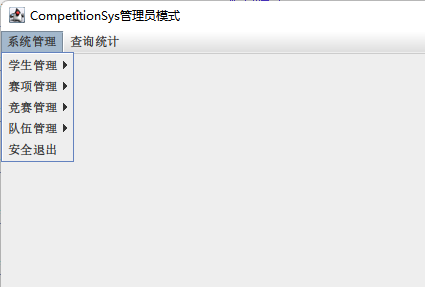 CompetitionSys管理员模式
系统管理 查询统计
学生管理
赛项管理
竞赛管理
队伍管理
安全退出